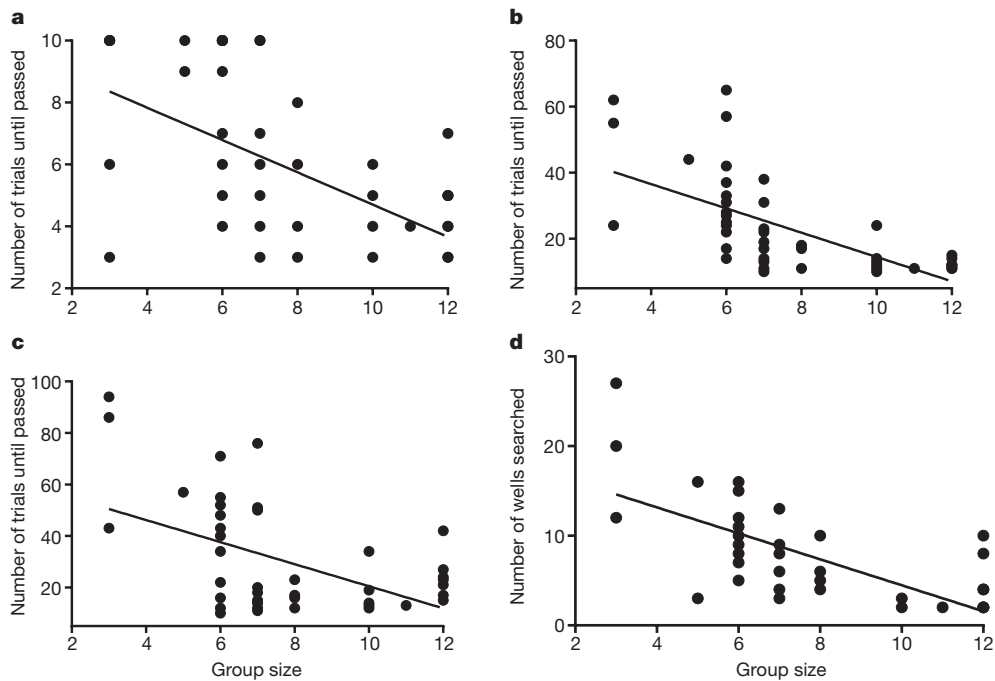 a
Number of trials until passed
10
8
6
4
2
2 4 6 8 10 12
b
Number of trials until passed
80
60
40
20
2 4 6 8 10 12
c
Number of trials until passed
100
80
60
40
20
2 4 6 8 10 12
Group size
d
Number of wells searched
30
20
10
0
2 4 6 8 10 12
Group size